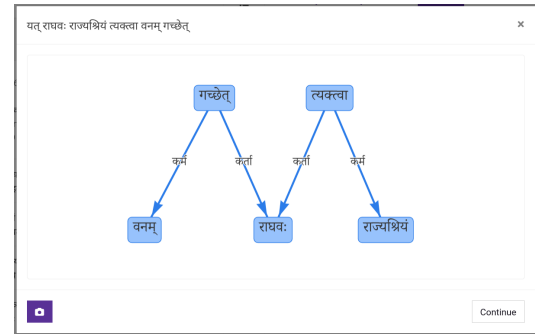 यत् राघवः राज्यश्रियं त्यक्त्वा वनम् गच्छेत् ×
गच्छेत् त्यक्त्वा
कर्म कर्ता कर्ता कर्म
वनम् राघवः राज्यश्रियं
Continue